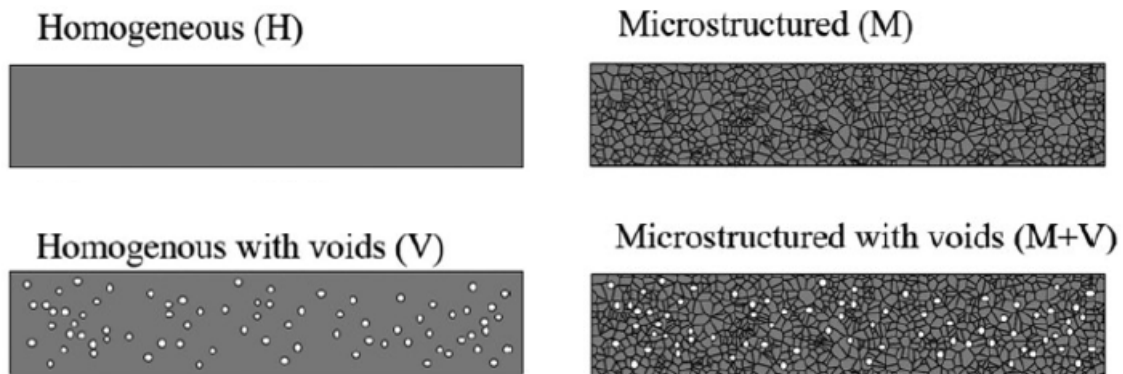 Homogeneous (H)
Microstructured (M)
Homogenous with voids (V)
Microstructured with voids (M+V)